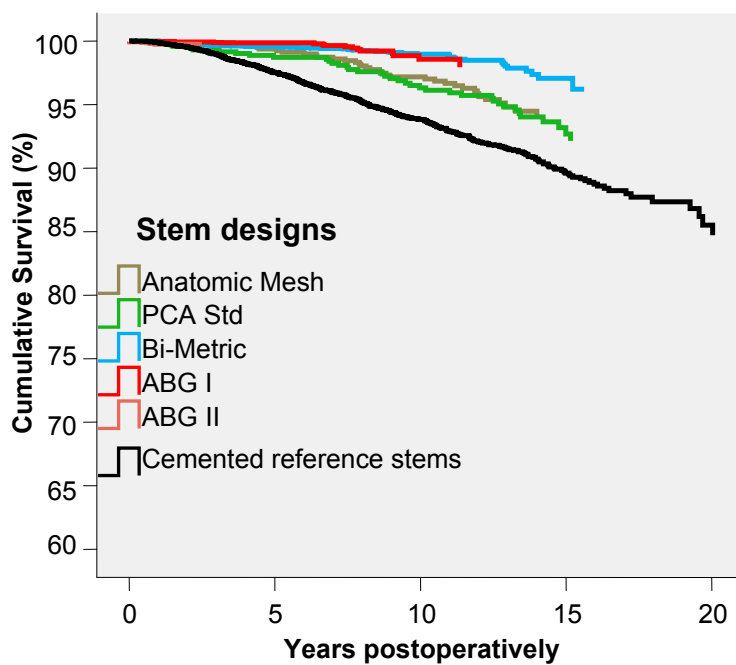 100
95
90
85
80
75
70
65
60
Cumulative Survival (%)
Stem designs
Anatomic Mesh
PCA Std
Bi-Metric
ABG I
ABG II
Cemented reference stems
0 5 10 15 20
Years postoperatively